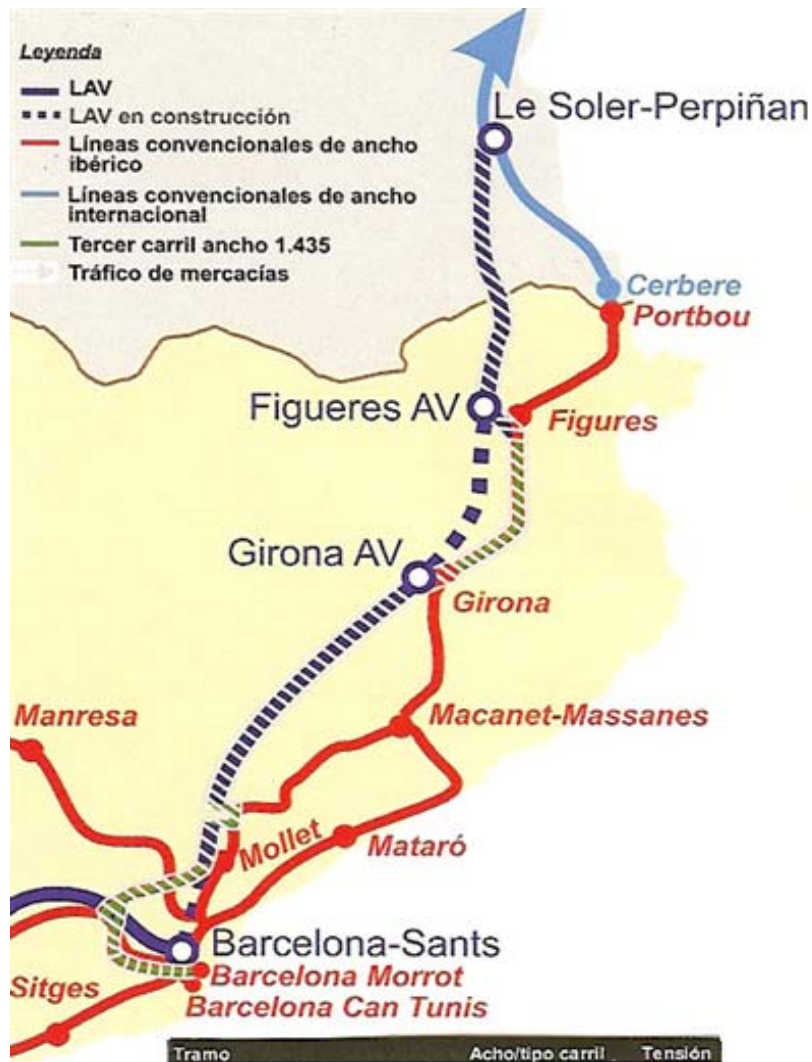 Leyenda
LAV
LAV en construcción
Líneas convencionales de ancho
ibérico
Líneas convencionales de ancho
internacional
Tercer carril ancho 1.435
Tráfico de mercacías
Le Soler-Perpiñan
Cerbere
Portbou
Figueres AV
Figures
Girona AV
Girona
Manresa
Macanet-Massanes
Mollet
Mataró
Barcelona-Sants
Sitges
Barcelona Morrot
Barcelona Can Tunis
Tramo Acho/tipo carril Tensión